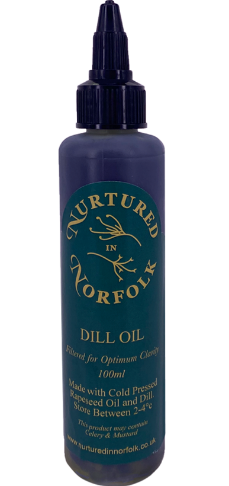 NURTURED
IN
NORFOLK
DILL OIL
Filtered for Optimum Clarity
100ml
Made with Cold Pressed
Rapeseed Oil and Dill
Store Between 2-4°c
This product may contain
Celery & Mustard
www.nurturedinnorfolk.co.uk